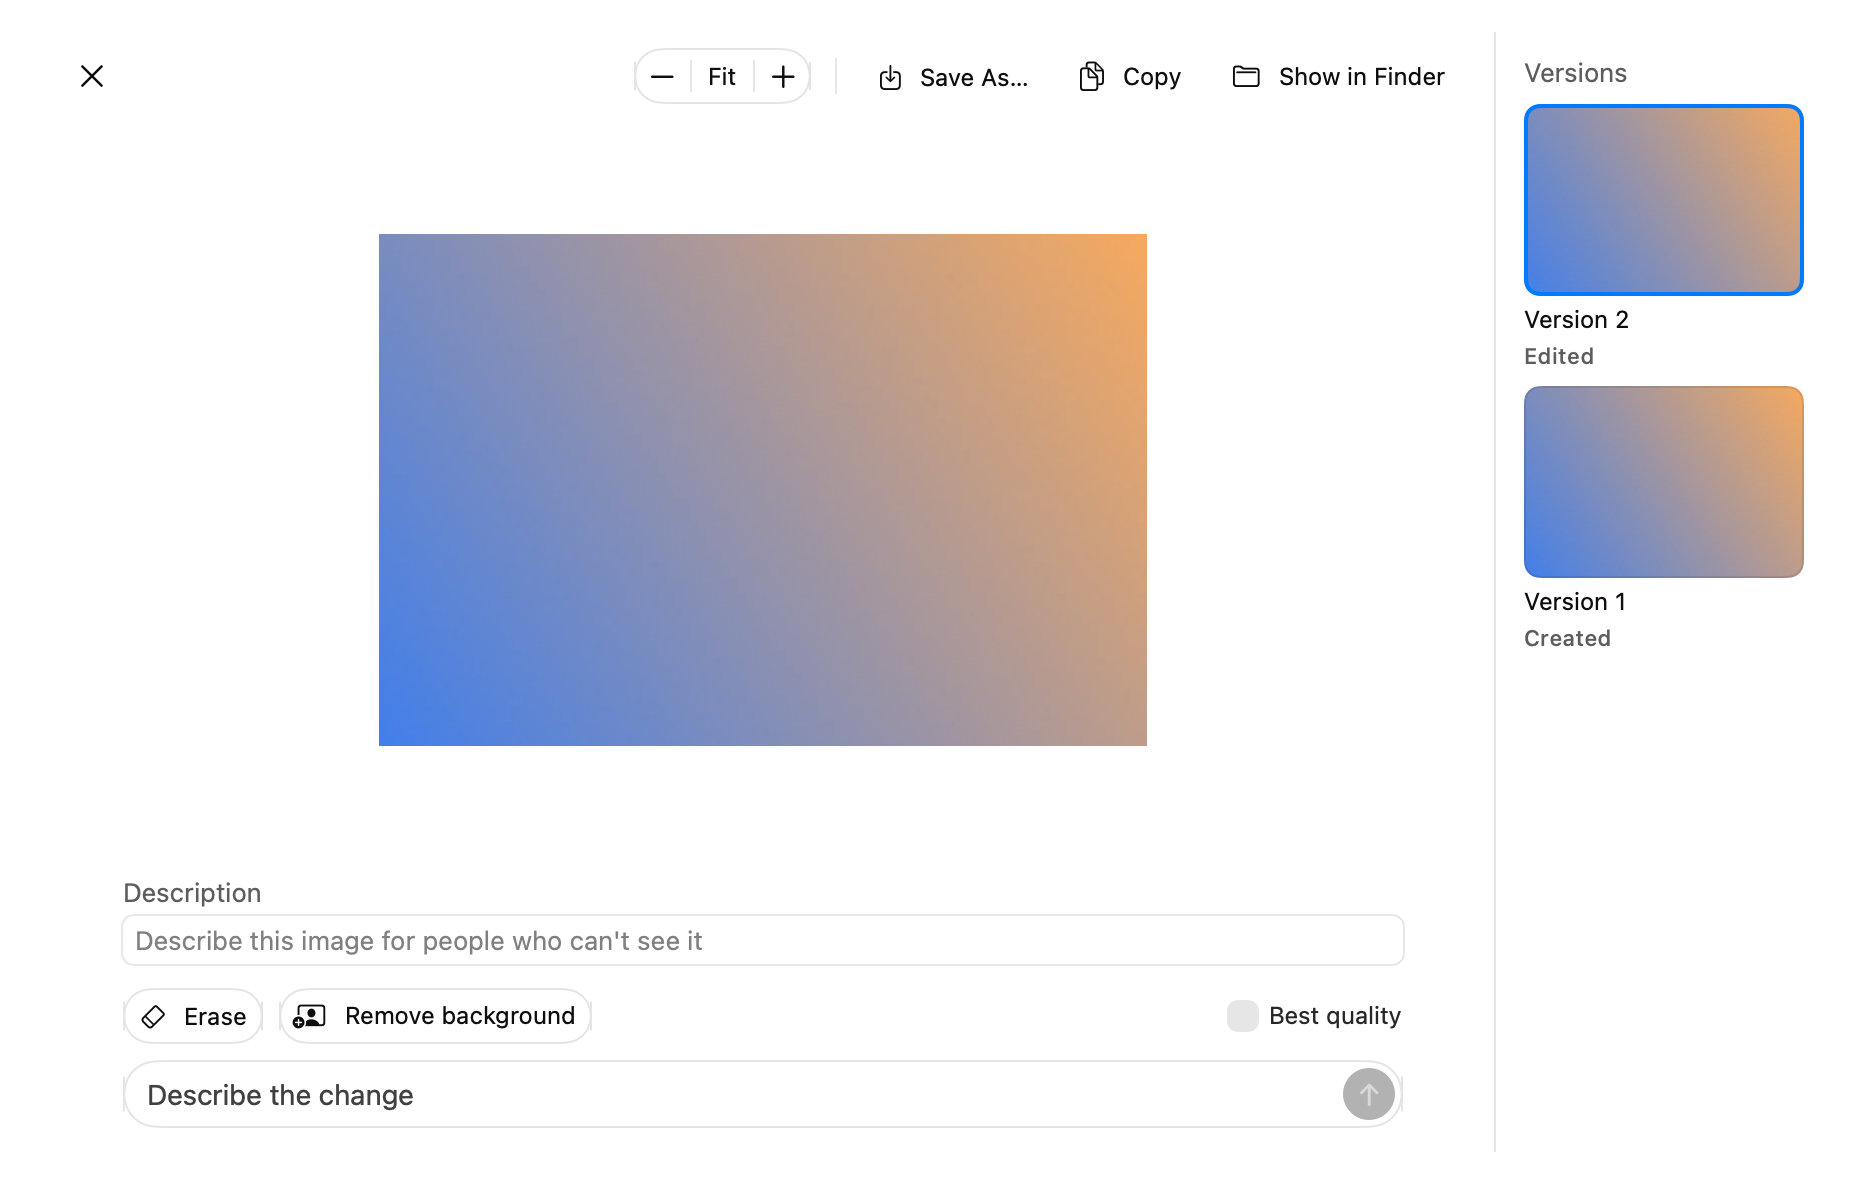 Fit
Save As...
Copy
Show in Finder
Versions
Version 2
Edited
Version 1
Created
Description
Describe this image for people who can't see it
Erase
Remove background
Best quality
Describe the change